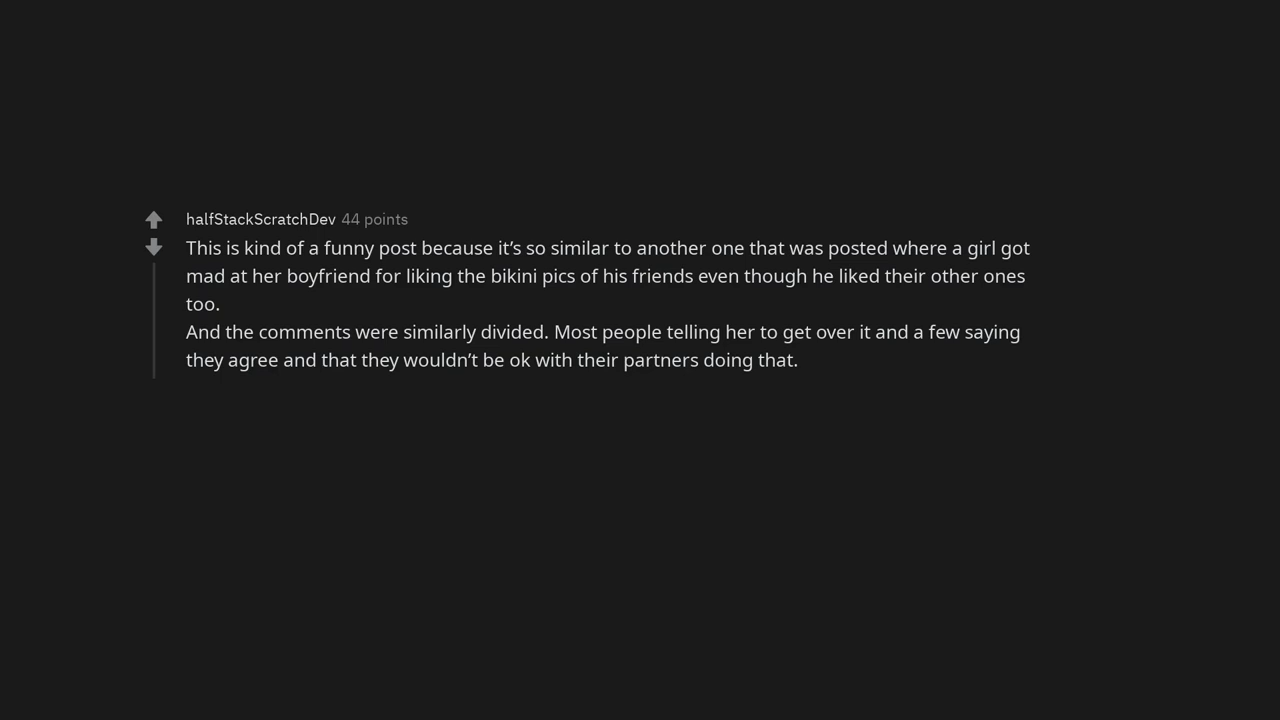 halfStackScratchDev 44 points
This is kind of a funny post because it’s so similar to another one that was posted where a girl got
mad at her boyfriend for liking the bikini pics of his friends even though he liked their other ones
too.
And the comments were similarly divided. Most people telling her to get over it and a few saying
they agree and that they wouldn’t be ok with their partners doing that.